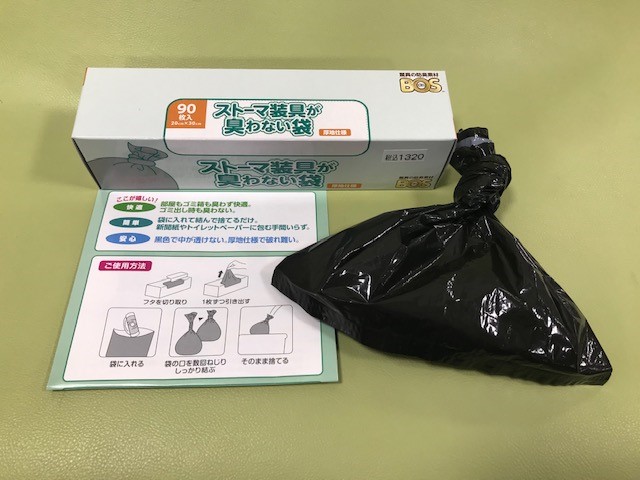 驚異の防臭素材
BOS
90
枚入
ストーマ装具が
臭わない袋
厚地仕様
ストーマ装具が
臭わない袋
厚地仕様
税込1320
BOS
ここが嬉しい!
快適 部屋もゴミ箱も臭わず快適。
ゴミ出し時も臭わない。
簡単 袋に入れて結んで捨てるだけ。
新聞紙やトイレットペーパーに包む手間いらず。
安心 黒色で中が透けない。厚地仕様で破れ難い。
ご使用方法
フタを切り取り
1枚ずつ引き出す
袋に入れる
袋の口を数回ねじり
しっかり結ぶ
そのまま捨てる